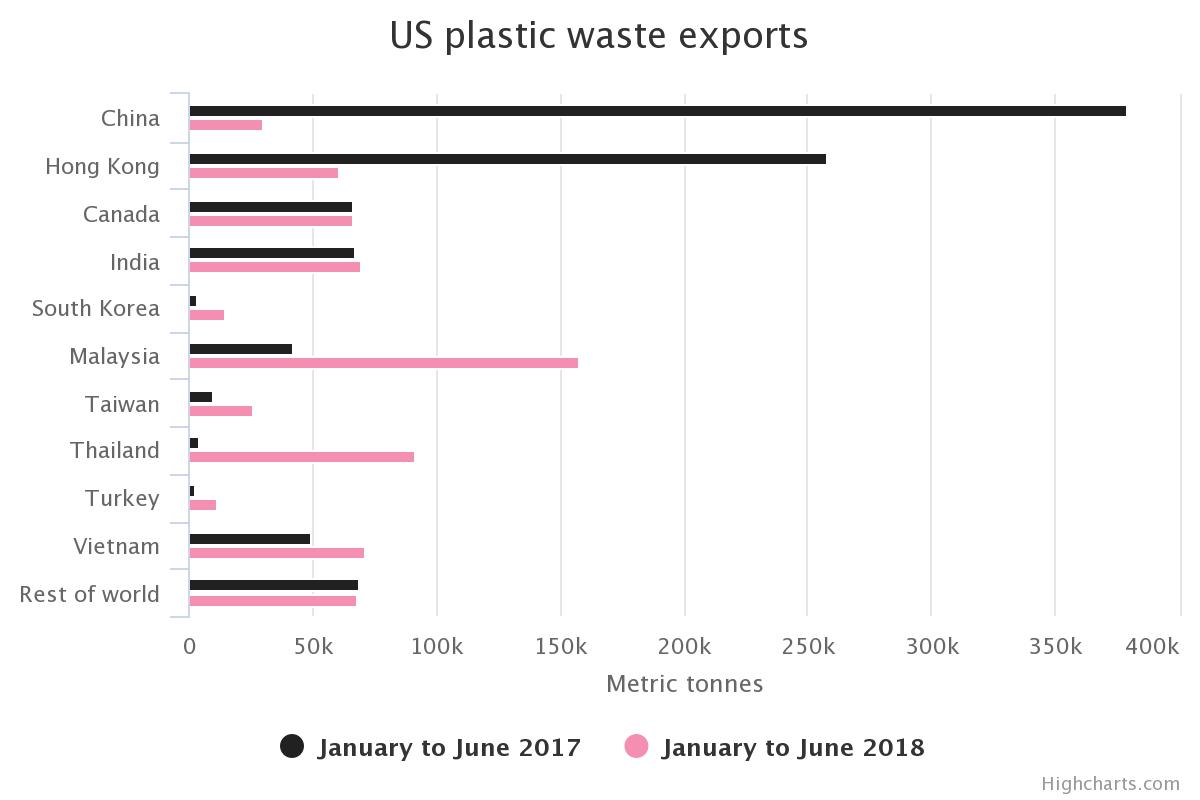 US plastic waste exports
China
Hong Kong
Canada
India
South Korea
Malaysia
Taiwan
Thailand
Turkey
Vietnam
Rest of world
0 50k 100k 150k 200k 250k 300k 350k 400k
Metric tonnes
January to June 2017 January to June 2018
Highcharts.com